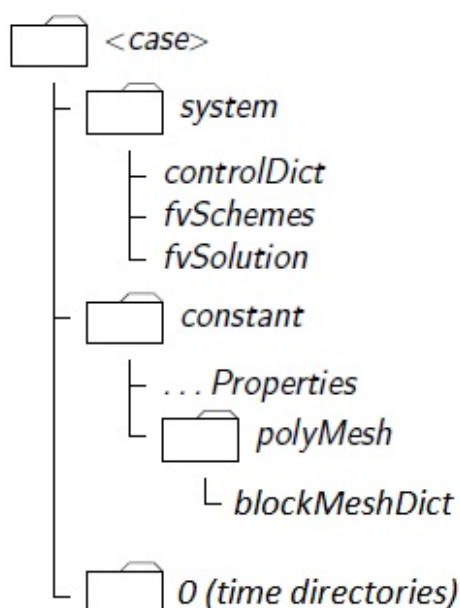 <case>
system
controlDict
fvSchemes
fvSolution
constant
... Properties
polyMesh
blockMeshDict
0 (time directories)